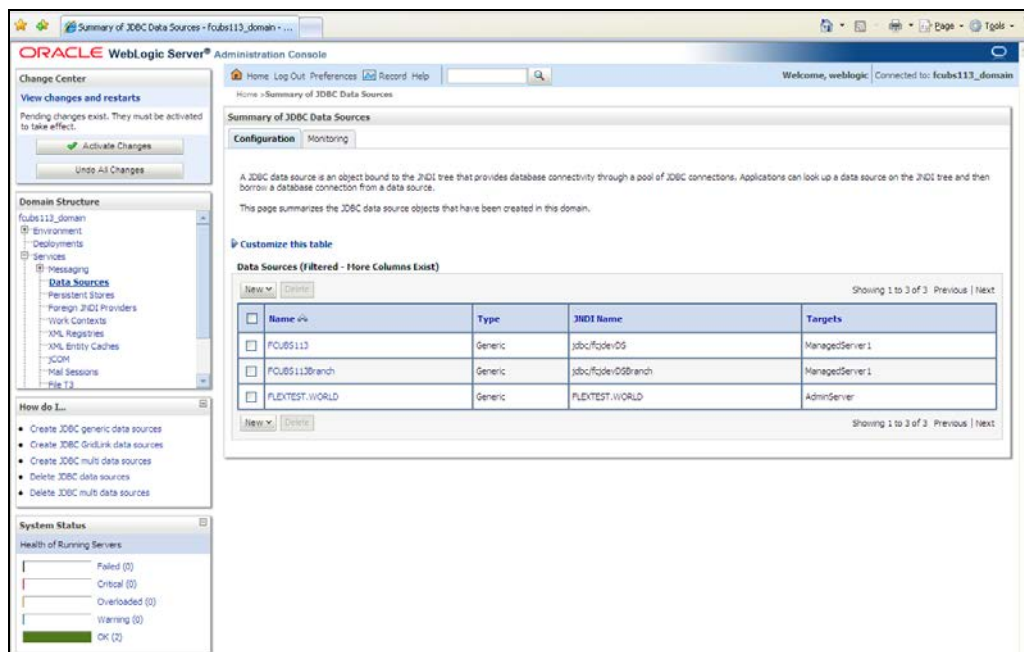 Summary of JDBC Data Sources - fcubs113_domain - ...
Page
Tools
ORACLE WebLogic Server® Administration Console
Change Center
View changes and restarts
Pending changes exist. They must be activated
to take effect.
Activate Changes
Undo All Changes
Domain Structure
fcubs113_domain
Environment
Deployments
Services
Messaging
Data Sources
Persistent Stores
Foreign JNDI Providers
Work Contexts
XML Registries
XML Entity Caches
jCOM
Mail Sessions
File T3
How do I...
Create JDBC generic data sources
Create JDBC GridLink data sources
Create JDBC multi data sources
Delete JDBC data sources
Delete JDBC multi data sources
System Status
Health of Running Servers
Failed (0)
Critical (0)
Overloaded (0)
Warning (0)
OK (2)
Home Log Out Preferences Record Help
Welcome, weblogic Connected to: fcubs113_domain
Home >Summary of JDBC Data Sources
Summary of JDBC Data Sources
Configuration Monitoring
A JDBC data source is an object bound to the JNDI tree that provides database connectivity through a pool of JDBC connections. Applications can look up a data source on the JNDI tree and then
borrow a database connection from a data source.
This page summarizes the JDBC data source objects that have been created in this domain.
Customize this table
Data Sources (Filtered - More Columns Exist)
New Delete Showing 1 to 3 of 3 Previous | Next
Name Type JNDI Name Targets
FCUBS113 Generic jdbc/fcjdevDS ManagedServer1
FCUBS113Branch Generic jdbc/fcjdevDSBranch ManagedServer1
FLEXTEST.WORLD Generic FLEXTEST.WORLD AdminServer
New Delete Showing 1 to 3 of 3 Previous | Next